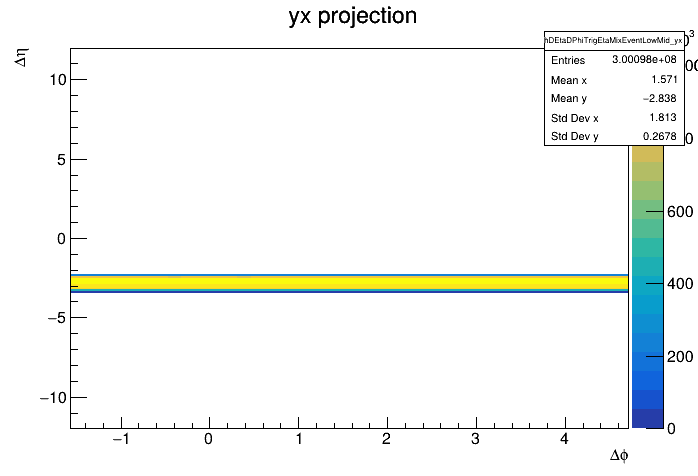 yx projection
hDEtaDPhiTrigEtaMixEventLowMid_yx
Entries 3.00098e+08
Mean x 1.571
Mean y −2.838
Std Dev x 1.813
Std Dev y 0.2678
Δη
10
5
0
−5
−10
−1 0 1 2 3 4
Δϕ
600
400
200
0